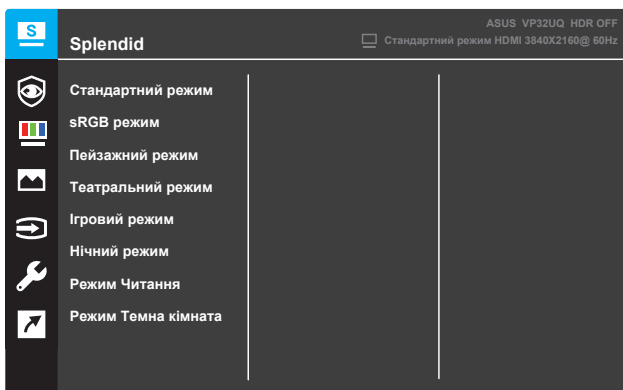 S
ASUS VP32UQ HDR OFF
Splendid
Стандартний режим HDMI 3840X2160@ 60Hz
Стандартний режим
sRGB режим
Пейзажний режим
Театральний режим
Ігровий режим
Нічний режим
Режим Читання
Режим Темна кімната